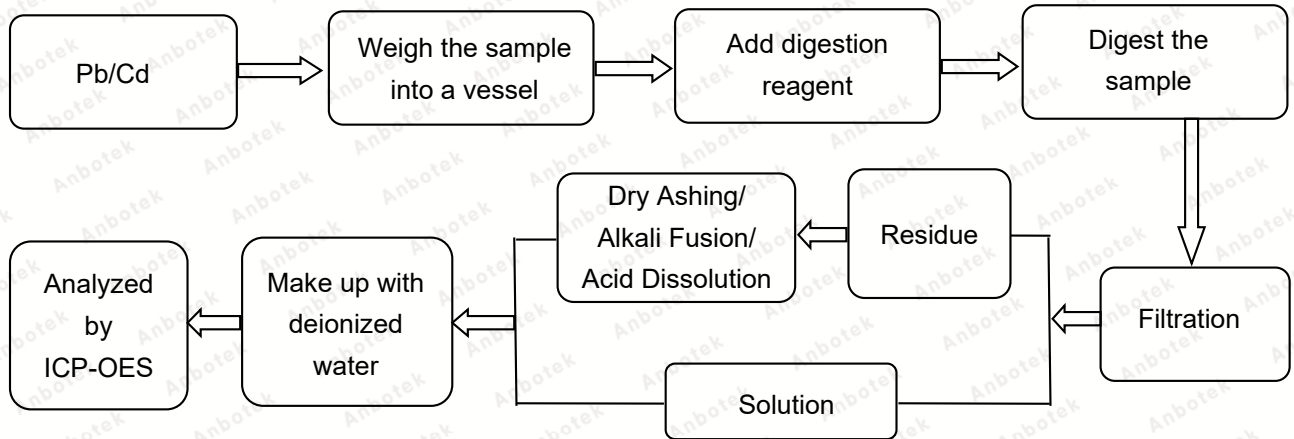 Pb/Cd
Weigh the sample
into a vessel
Add digestion
reagent
Digest the
sample
Filtration
Residue
Dry Ashing/
Alkali Fusion/
Acid Dissolution
Solution
Make up with
deionized
water
Analyzed
by
ICP-OES
Anbotek